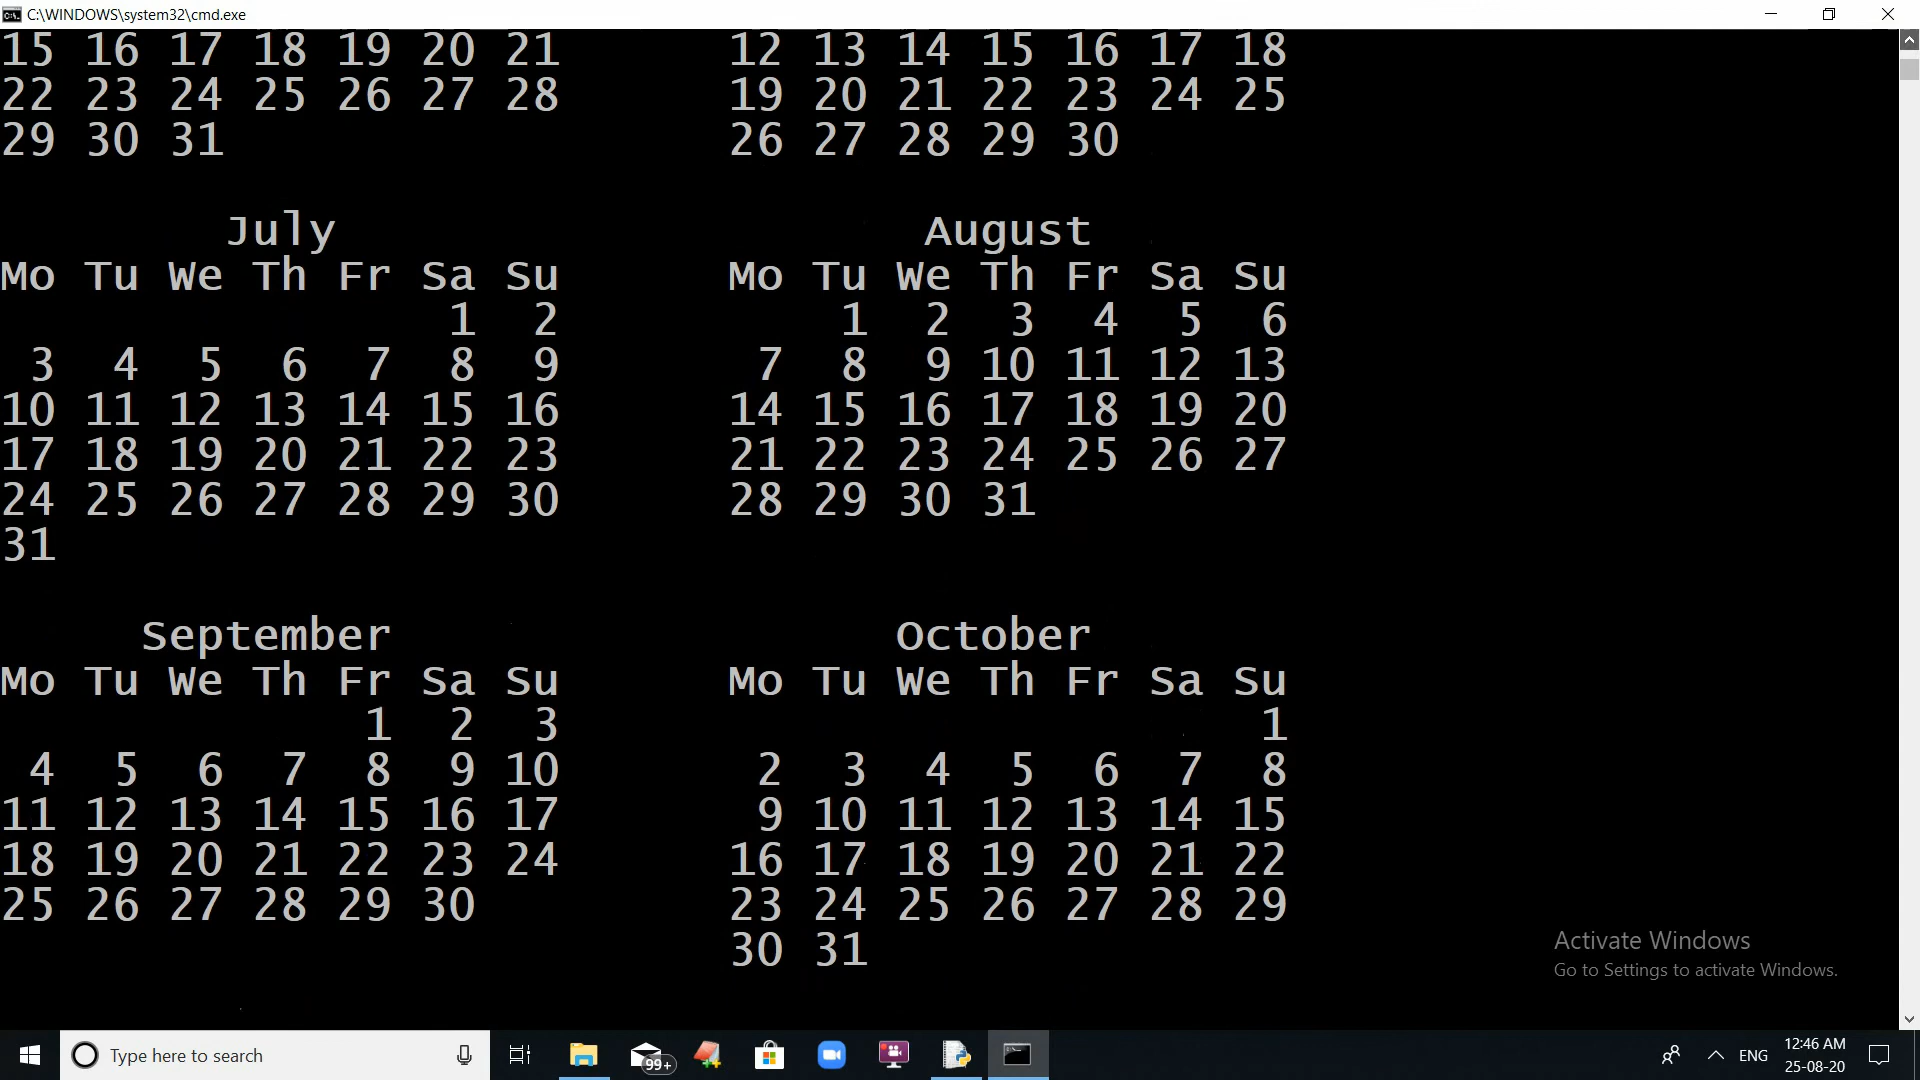 C:\WINDOWS\system32\cmd.exe
15 16 17 18 19 20 21 12 13 14 15 16 17 18
22 23 24 25 26 27 28 19 20 21 22 23 24 25
29 30 31 26 27 28 29 30
July August
Mo Tu We Th Fr Sa Su Mo Tu We Th Fr Sa Su
1 2 1 2 3 4 5 6
3 4 5 6 7 8 9 7 8 9 10 11 12 13
10 11 12 13 14 15 16 14 15 16 17 18 19 20
17 18 19 20 21 22 23 21 22 23 24 25 26 27
24 25 26 27 28 29 30 28 29 30 31
31
September October
Mo Tu We Th Fr Sa Su Mo Tu We Th Fr Sa Su
1 2 3 1
4 5 6 7 8 9 10 2 3 4 5 6 7 8
11 12 13 14 15 16 17 9 10 11 12 13 14 15
18 19 20 21 22 23 24 16 17 18 19 20 21 22
25 26 27 28 29 30 23 24 25 26 27 28 29
30 31
Activate Windows
Go to Settings to activate Windows.
Type here to search
99+
ENG
12:46 AM
25-08-20